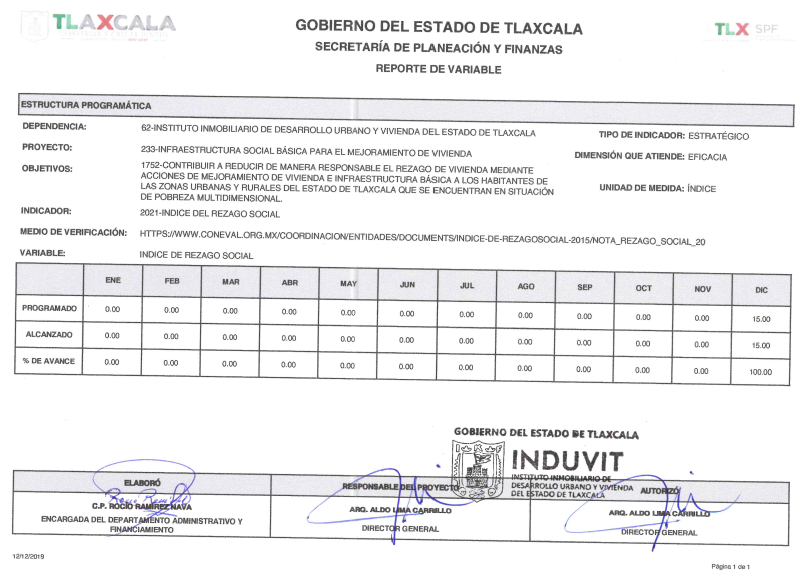 TLAXCALA
GOBIERNO DEL ESTADO DE TLAXCALA
TLX SPF
SECRETARÍA DE PLANEACIÓN Y FINANZAS
REPORTE DE VARIABLE
ESTRUCTURA PROGRAMÁTICA
DEPENDENCIA: 62-INSTITUTO INMOBILIARIO DE DESARROLLO URBANO Y VIVIENDA DEL ESTADO DE TLAXCALA TIPO DE INDICADOR: ESTRATÉGICO
PROYECTO: 233-INFRAESTRUCTURA SOCIAL BÁSICA PARA EL MEJORAMIENTO DE VIVIENDA DIMENSIÓN QUE ATIENDE: EFICACIA
OBJETIVOS: 1752-CONTRIBUIR A REDUCIR DE MANERA RESPONSABLE EL REZAGO DE VIVIENDA MEDIANTE
ACCIONES DE MEJORAMIENTO DE VIVIENDA E INFRAESTRUCTURA BÁSICA A LOS HABITANTES DE
LAS ZONAS URBANAS Y RURALES DEL ESTADO DE TLAXCALA QUE SE ENCUENTRAN EN SITUACIÓN UNIDAD DE MEDIDA: ÍNDICE
DE POBREZA MULTIDIMENSIONAL.
INDICADOR: 2021-INDICE DEL REZAGO SOCIAL
MEDIO DE VERIFICACIÓN: HTTPS://WWW.CONEVAL.ORG.MX/COORDINACION/ENTIDADES/DOCUMENTS/INDICE-DE-REZAGOSOCIAL-2015/NOTA_REZAGO_SOCIAL_20
VARIABLE: INDICE DE REZAGO SOCIAL
ENE FEB MAR ABR MAY JUN JUL AGO SEP OCT NOV DIC
PROGRAMADO 0.00 0.00 0.00 0.00 0.00 0.00 0.00 0.00 0.00 0.00 0.00 15.00
ALCANZADO 0.00 0.00 0.00 0.00 0.00 0.00 0.00 0.00 0.00 0.00 0.00 15.00
% DE AVANCE 0.00 0.00 0.00 0.00 0.00 0.00 0.00 0.00 0.00 0.00 0.00 100.00
GOBIERNO DEL ESTADO DE TLAXCALA
INDUVIT
INSTITUTO INMOBILIARIO DE
DESARROLLO URBANO Y VIVIENDA
DEL ESTADO DE TLAXCALA
ELABORÓ RESPONSABLE DEL PROYECTO AUTORIZÓ
C.P. ROCIO RAMÍREZ NAVA ARQ. ALDO LIMA CARRILLO ARQ. ALDO LIMA CARRILLO
ENCARGADA DEL DEPARTAMENTO ADMINISTRATIVO Y DIRECTOR GENERAL DIRECTOR GENERAL
FINANCIAMIENTO
12/12/2019
Página 1 de 1